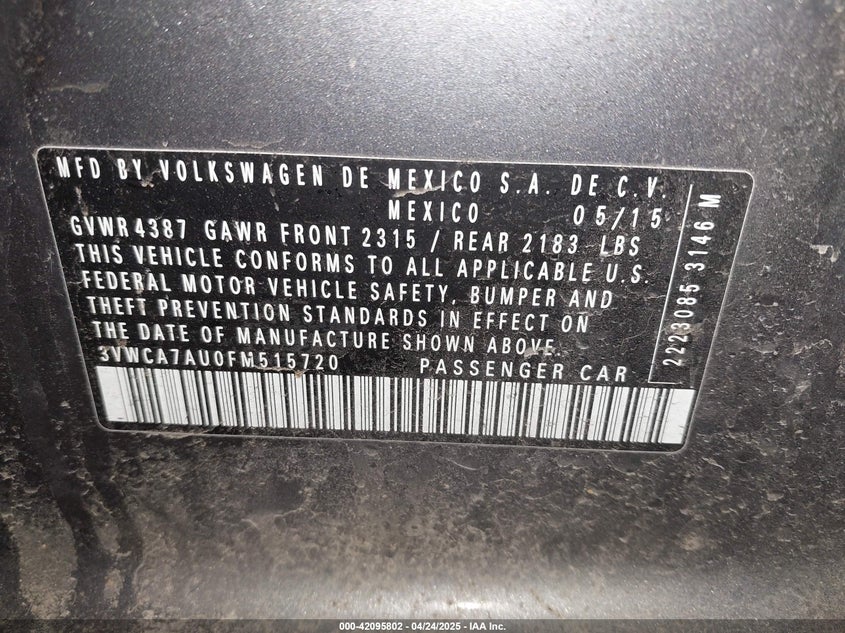 MFD BY VOLKSWAGEN DE MEXICO S.A. DE C.V.
MEXICO 05/15
GVWR 4387 GAWR FRONT 2315 / REAR 2183 LBS
THIS VEHICLE CONFORMS TO ALL APPLICABLE U.S.
FEDERAL MOTOR VEHICLE SAFETY, BUMPER AND
THEFT PREVENTION STANDARDS IN EFFECT ON
THE DATE OF MANUFACTURE SHOWN ABOVE.
3VWCA7AU0FM515720 PASSENGER CAR
2223085 3146 M
000-42095802 - 04/24/2025 - IAA Inc.